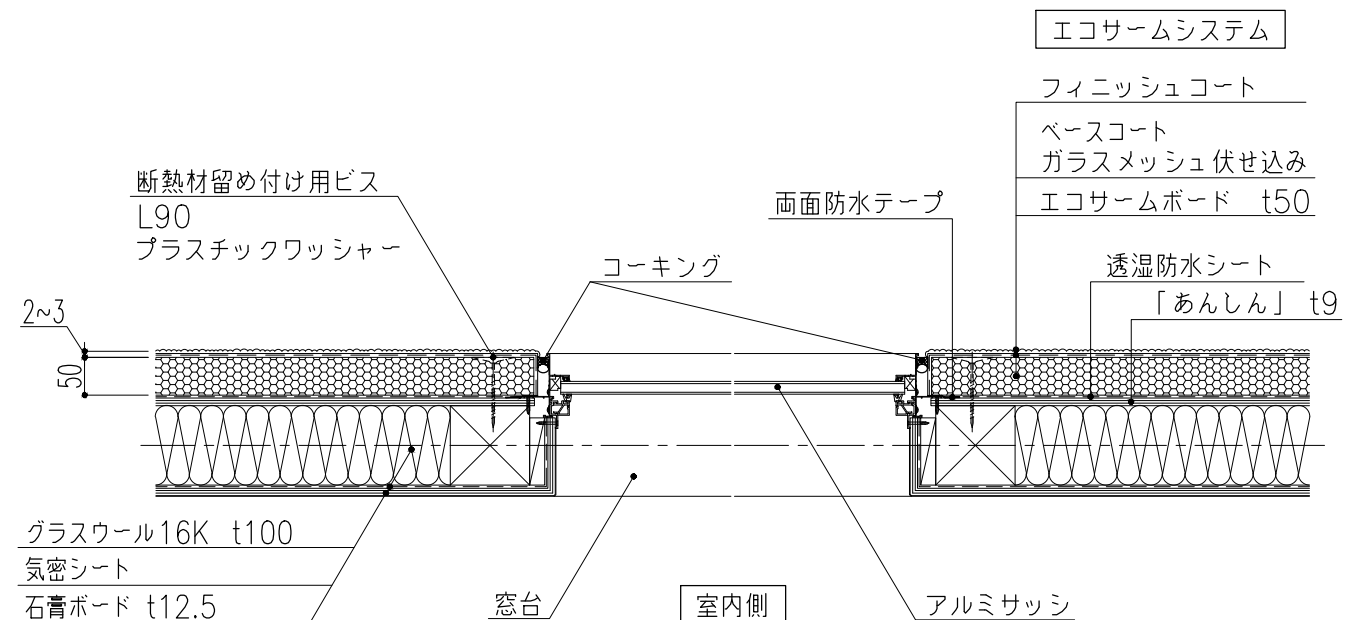 エコサームシステム
フィニッシュコート
ベースコート
ガラスメッシュ伏せ込み
エコサームボード t50
断熱材留め付け用ビス
L90
プラスチックワッシャー
両面防水テープ
コーキング
透湿防水シート
「あんしん」 t9
2~3
50
グラスウール16K t100
気密シート
石膏ボード t12.5
窓台
室内側
アルミサッシ